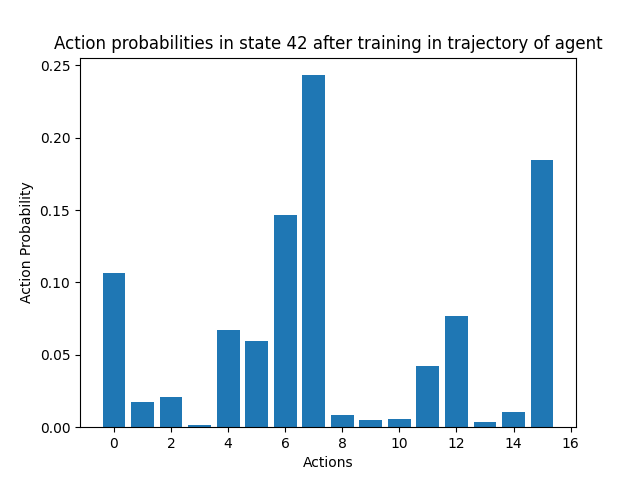 Action probabilities in state 42 after training in trajectory of agent
0.25
0.20
0.15
0.10
0.05
0.00
Action Probability
0 2 4 6 8 10 12 14 16
Actions